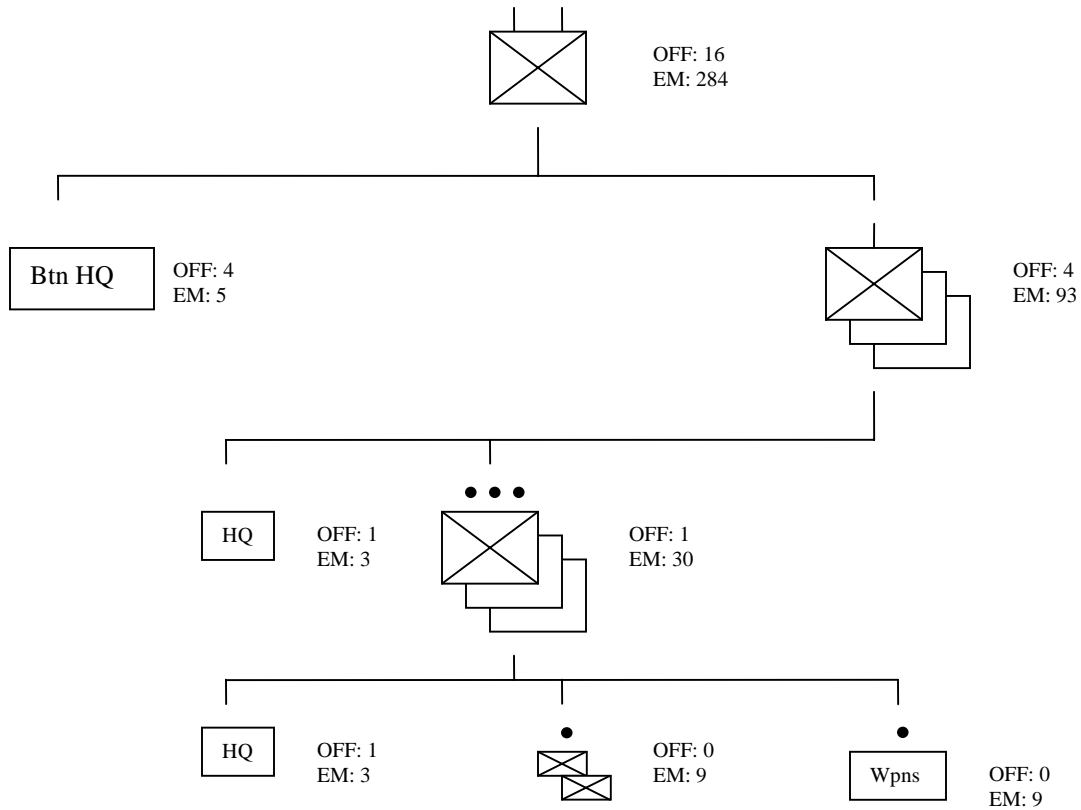 OFF: 16
EM: 284
Btn HQ
OFF: 4
EM: 5
OFF: 4
EM: 93
HQ
OFF: 1
EM: 3
OFF: 1
EM: 30
HQ
OFF: 1
EM: 3
OFF: 0
EM: 9
Wpns
OFF: 0
EM: 9